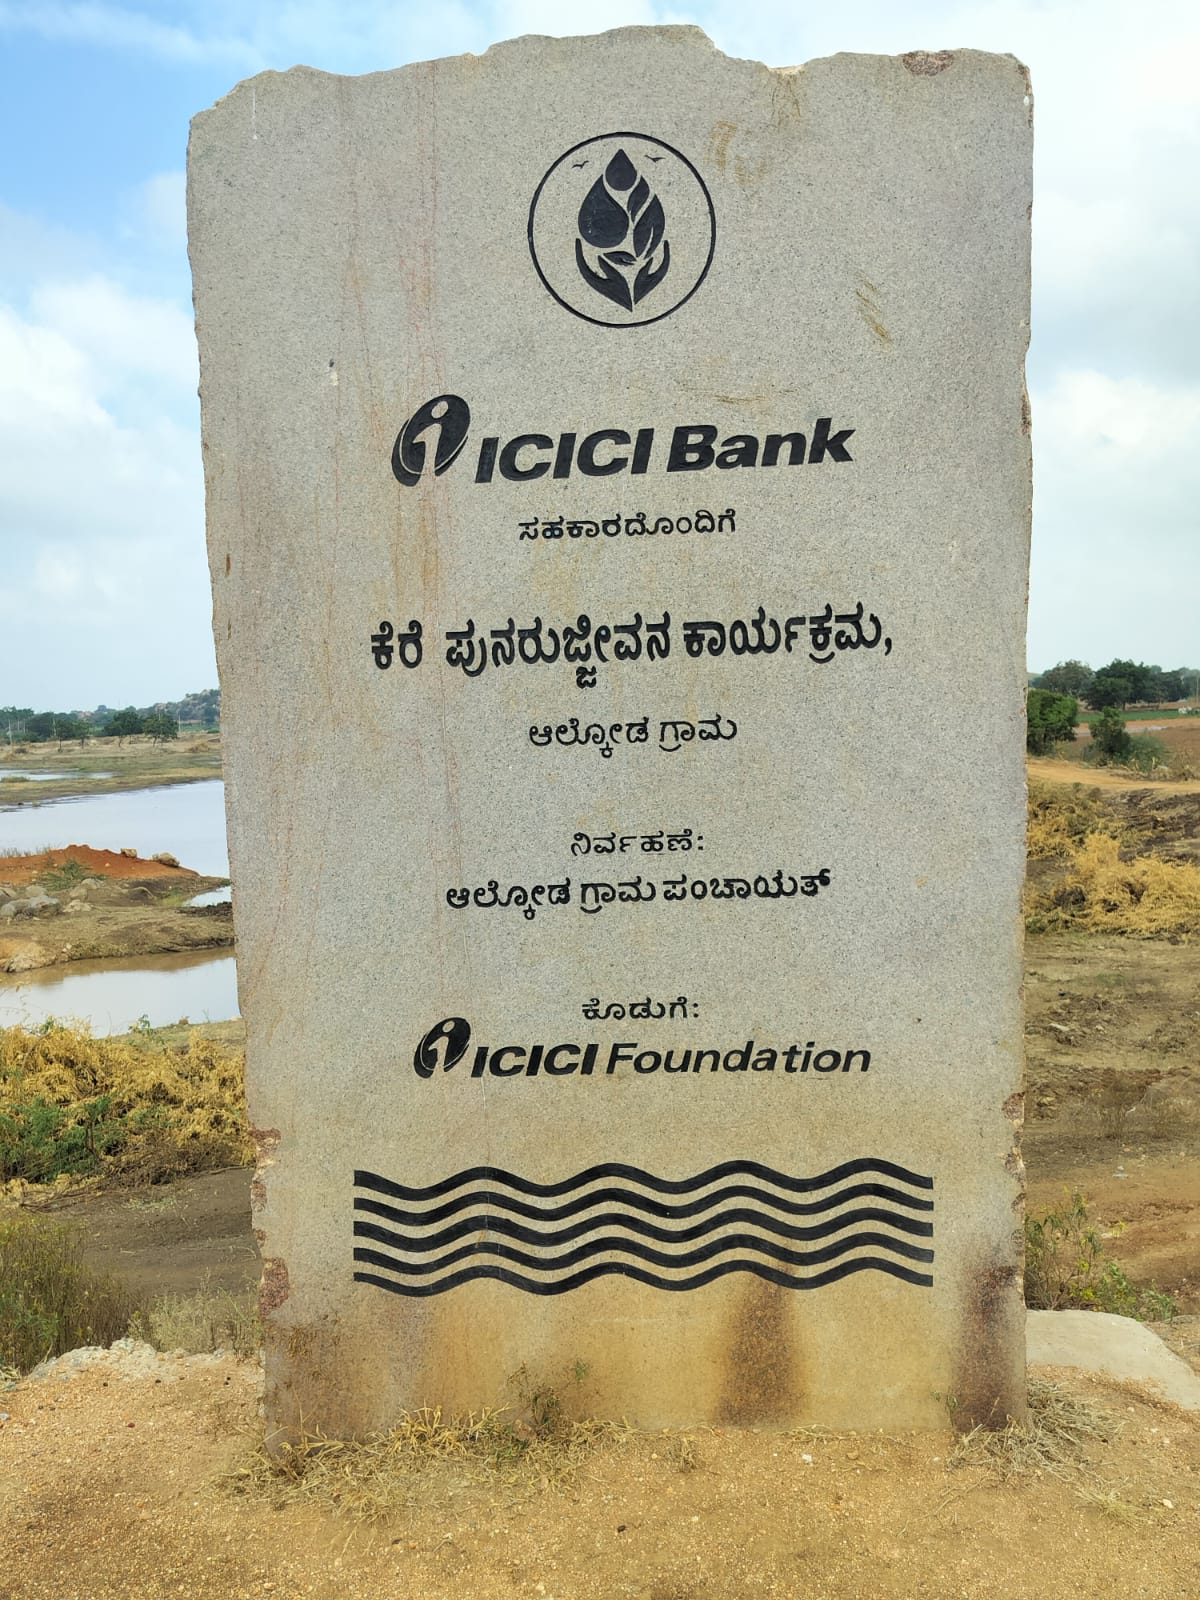 ICICI Bank
ಸಹಕಾರದೊಂದಿಗೆ
ಕೆರೆ ಪುನರುಜ್ಜೀವನ ಕಾರ್ಯಕ್ರಮ,
ಆಲ್ಕೋಡ ಗ್ರಾಮ
ನಿರ್ವಹಣೆ:
ಆಲ್ಕೋಡ ಗ್ರಾಮ ಪಂಚಾಯತ್
ಕೊಡುಗೆ:
ICICI Foundation